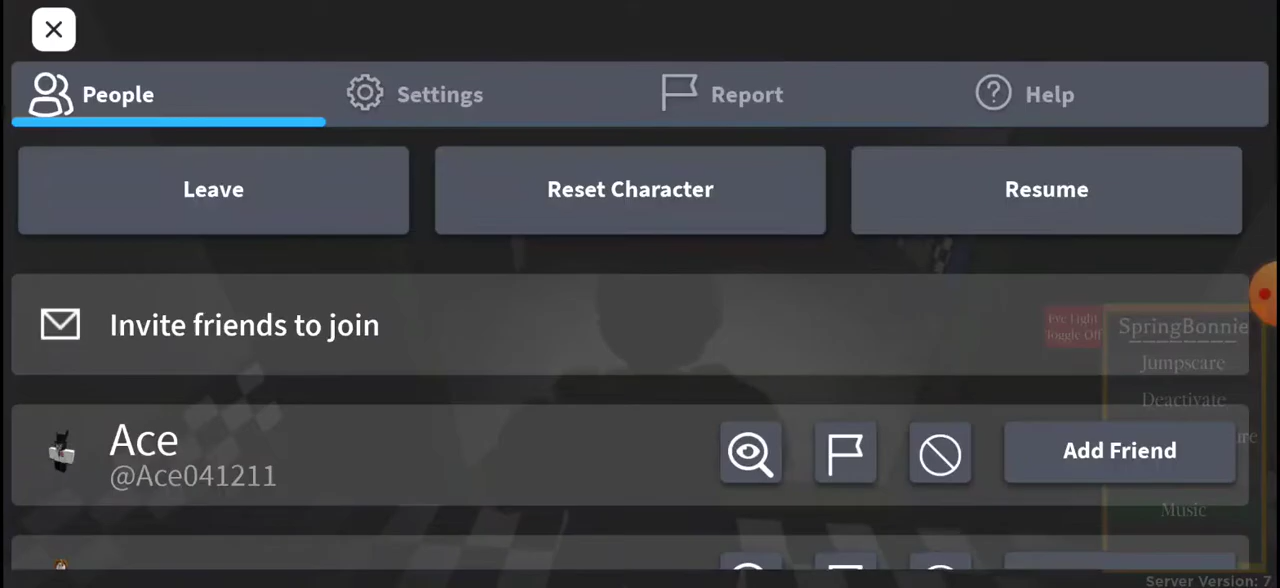 People
Settings
Report
Help
Leave
Reset Character
Resume
Invite friends to join
Eye Light
Toggle Off
SpringBonnie
Jumpscare
Deactivate
Ace
@Ace041211
Add Friend
Music
Server Version: 7